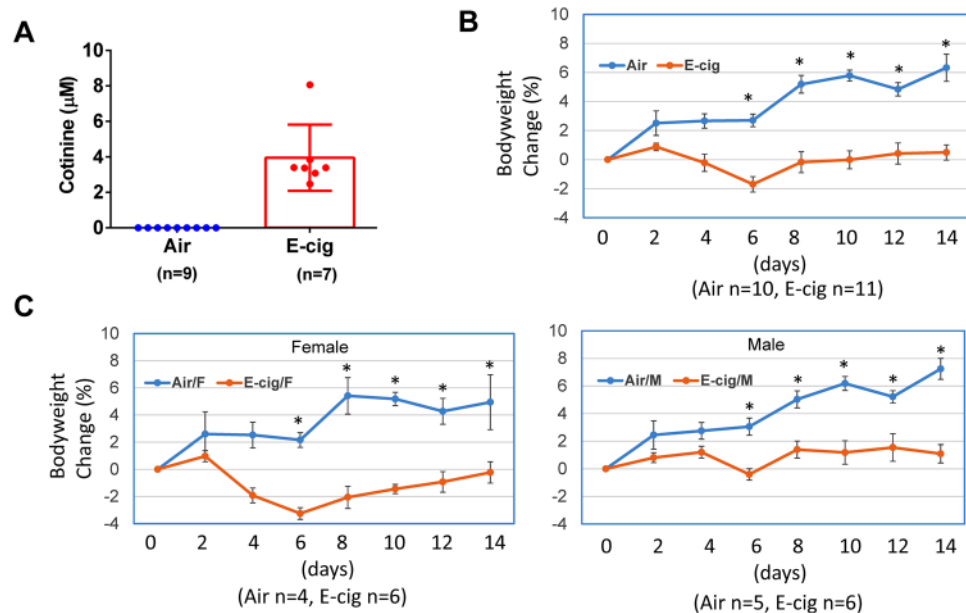 A
Cotinine (μM)
10
8
6
4
2
0
Air
E-cig
(n=9)
(n=7)
B
Bodyweight
Change (%)
10
8
6
4
2
0
-2
-4
Air
E-cig
*
*
*
*
*
0 2 4 6 8 10 12 14
(days)
(Air n=10, E-cig n=11)
C
Bodyweight
Change (%)
10
8
6
4
2
0
-2
-4
Female
Air/F
E-cig/F
*
*
*
*
*
0 2 4 6 8 10 12 14
(days)
(Air n=4, E-cig n=6)
Bodyweight
Change (%)
10
8
6
4
2
0
-2
-4
Male
Air/M
E-cig/M
*
*
*
*
*
0 2 4 6 8 10 12 14
(days)
(Air n=5, E-cig n=6)